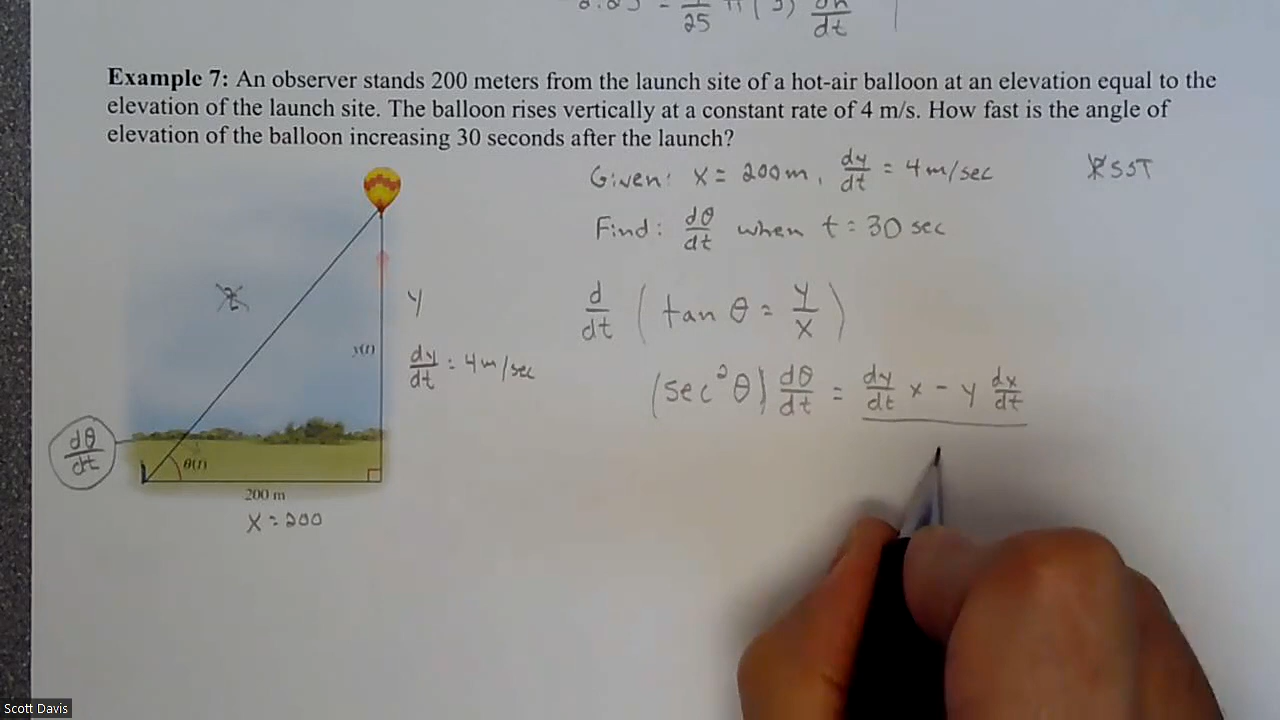 25
dt
Example 7: An observer stands 200 meters from the launch site of a hot-air balloon at an elevation equal to the
elevation of the launch site. The balloon rises vertically at a constant rate of 4 m/s. How fast is the angle of
elevation of the balloon increasing 30 seconds after the launch?
Given: x = 200m, dy/dt = 4m/sec
SST
Find: dθ/dt when t = 30 sec
d/dt ( tan θ = y/x )
z
y
y(t)
dy/dt = 4m/sec
(sec²θ) dθ/dt = dy/dt x - y dx/dt
dθ/dt
θ(t)
200 m
x = 200
Scott Davis